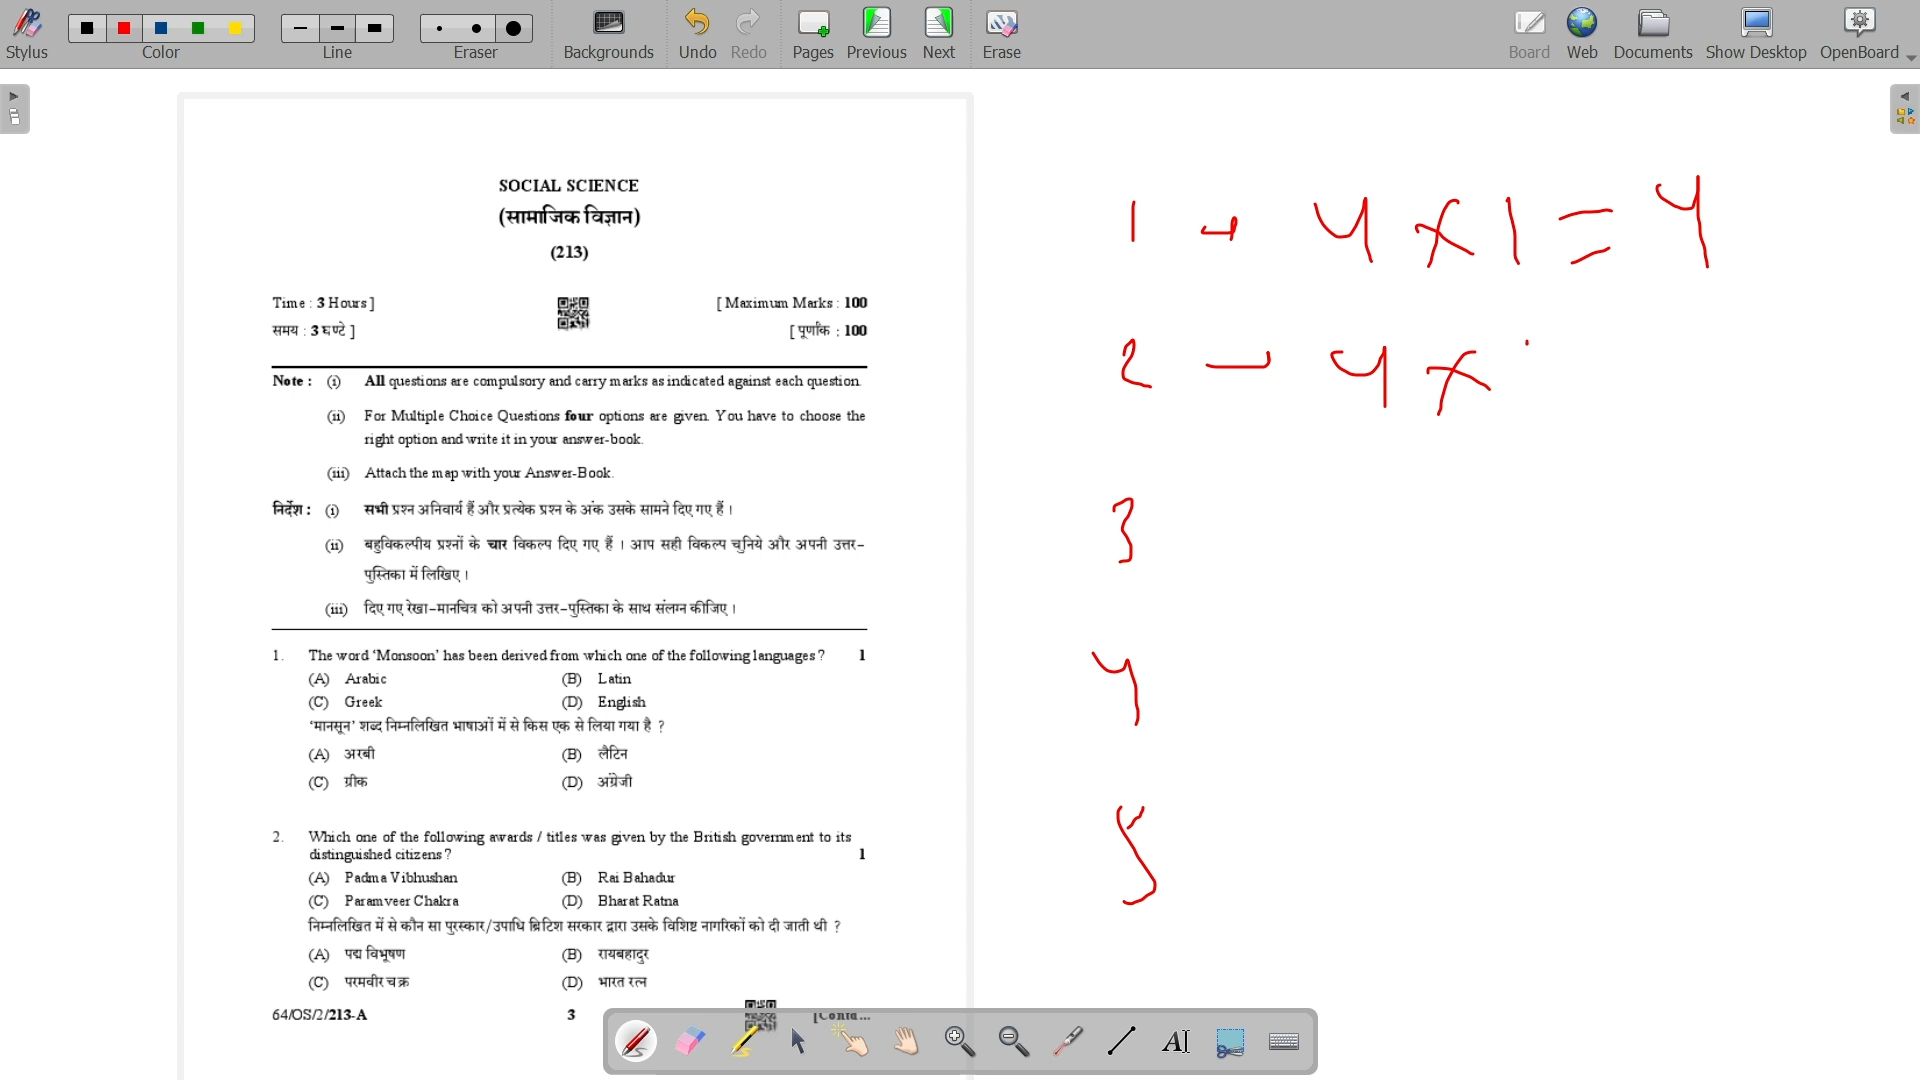 Stylus Color Line Eraser Backgrounds Undo Redo Pages Previous Next Erase Board Web Documents Show Desktop OpenBoard
SOCIAL SCIENCE
(सामाजिक विज्ञान)
(213)
Time : 3 Hours ] [ Maximum Marks : 100
समय : 3 घण्टे ] [ पूर्णांक : 100
Note : (i) All questions are compulsory and carry marks as indicated against each question.
(ii) For Multiple Choice Questions four options are given. You have to choose the
right option and write it in your answer-book.
(iii) Attach the map with your Answer-Book.
निर्देश : (i) सभी प्रश्न अनिवार्य हैं और प्रत्येक प्रश्न के अंक उसके सामने दिए गए हैं ।
(ii) बहुविकल्पीय प्रश्नों के चार विकल्प दिए गए हैं । आप सही विकल्प चुनिये और अपनी उत्तर-
पुस्तिका में लिखिए ।
(iii) दिए गए रेखा-मानचित्र को अपनी उत्तर-पुस्तिका के साथ संलग्न कीजिए ।
1. The word ‘Monsoon’ has been derived from which one of the following languages ? 1
(A) Arabic (B) Latin
(C) Greek (D) English
‘मानसून’ शब्द निम्नलिखित भाषाओं में से किस एक से लिया गया है ?
(A) अरबी (B) लैटिन
(C) ग्रीक (D) अंग्रेजी
2. Which one of the following awards / titles was given by the British government to its
distinguished citizens ? 1
(A) Padma Vibhushan (B) Rai Bahadur
(C) Paramveer Chakra (D) Bharat Ratna
निम्नलिखित में से कौन सा पुरस्कार/उपाधि ब्रिटिश सरकार द्वारा उसके विशिष्ट नागरिकों को दी जाती थी ?
(A) पद्म विभूषण (B) रायबहादुर
(C) परमवीर चक्र (D) भारत रत्न
64/OS/2/213-A 3 [Contd...
1 → 4 × 1 = 4
2 → 4 ×
3
4
5